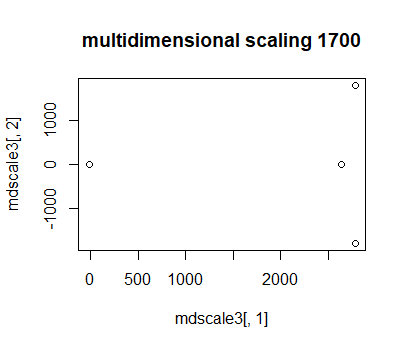 multidimensional scaling 1700
mdscale3[, 2]
1000
0
-1000
0 500 1000 2000
mdscale3[, 1]